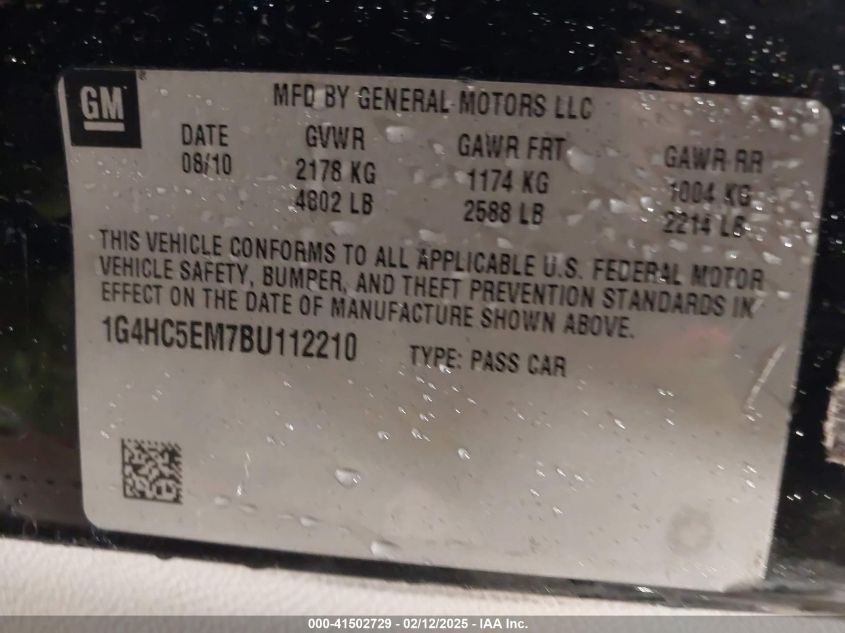 GM
MFD BY GENERAL MOTORS LLC
DATE GVWR GAWR FRT GAWR RR
08/10 2178 KG 1174 KG 1004 KG
4802 LB 2588 LB 2214 LB
THIS VEHICLE CONFORMS TO ALL APPLICABLE U.S. FEDERAL MOTOR
VEHICLE SAFETY, BUMPER, AND THEFT PREVENTION STANDARDS IN
EFFECT ON THE DATE OF MANUFACTURE SHOWN ABOVE.
1G4HC5EM7BU112210 TYPE: PASS CAR
000-41502729 - 02/12/2025 - IAA Inc.